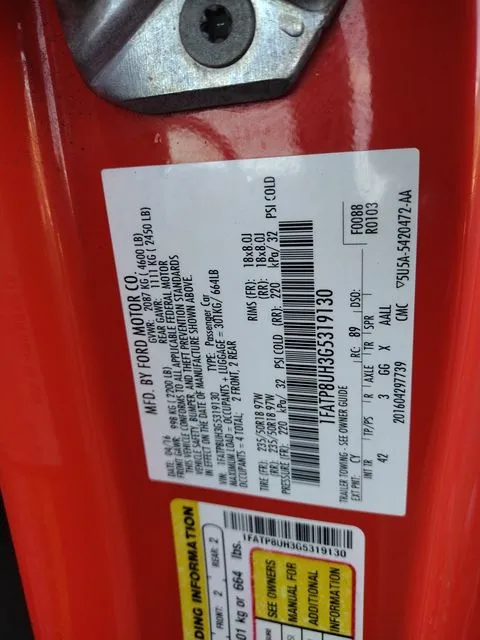 MFD. BY FORD MOTOR CO.
DATE: 04/16 GVWR: 2087 KG ( 4600 LB)
FRONT GAWR: 998 KG (2200 LB) REAR GAWR: 1111 KG ( 2450 LB)
THIS VEHICLE CONFORMS TO ALL APPLICABLE FEDERAL MOTOR
VEHICLE SAFETY, BUMPER, AND THEFT PREVENTION STANDARDS
IN EFFECT ON THE DATE OF MANUFACTURE SHOWN ABOVE.
VIN: 1FATP8UH3G5319130 TYPE: Passenger Car
MAXIMUM LOAD = OCCUPANTS + LUGGAGE = 301KG/ 664LB
OCCUPANTS = 4 TOTAL; 2 FRONT, 2 REAR
TIRE (FR): 235/50R18 97W RIMS (FR): 18x8.0J
(RR): 235/50R18 97W (RR): 18x8.0J
PRESSURE (FR): 220 kPa/ 32 PSI COLD (RR): 220 kPa/ 32 PSI COLD
1FATP8UH3G5319130
TRAILER TOWING - SEE OWNER GUIDE
F0088
R0103
EXT PNT: CY RC: 89 DSO:
INT TR TP/PS R AXLE TR SPR
42 3 GG X AALL
201604297739 CMC ▽5U5A-5420472-AA
1FATP8UH3G5319130
DING INFORMATION
FRONT: 2 REAR: 2
01 kg or 664 lbs.
SEE OWNERS
MANUAL FOR
ADDITIONAL
INFORMATION